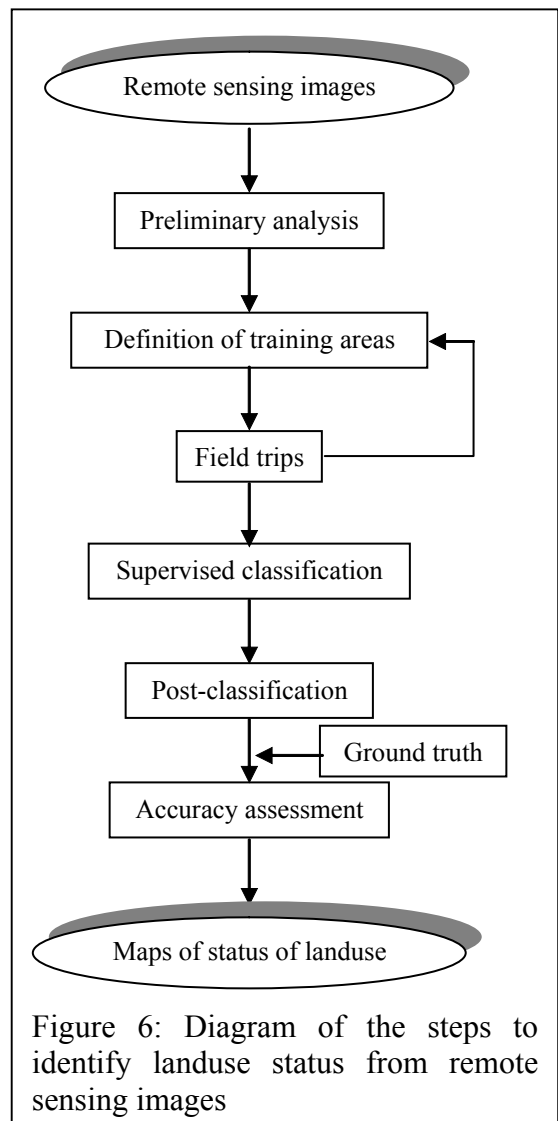 Remote sensing images
Preliminary analysis
Definition of training areas
Field trips
Supervised classification
Post-classification
Ground truth
Accuracy assessment
Maps of status of landuse
Figure 6: Diagram of the steps to
identify landuse status from remote
sensing images